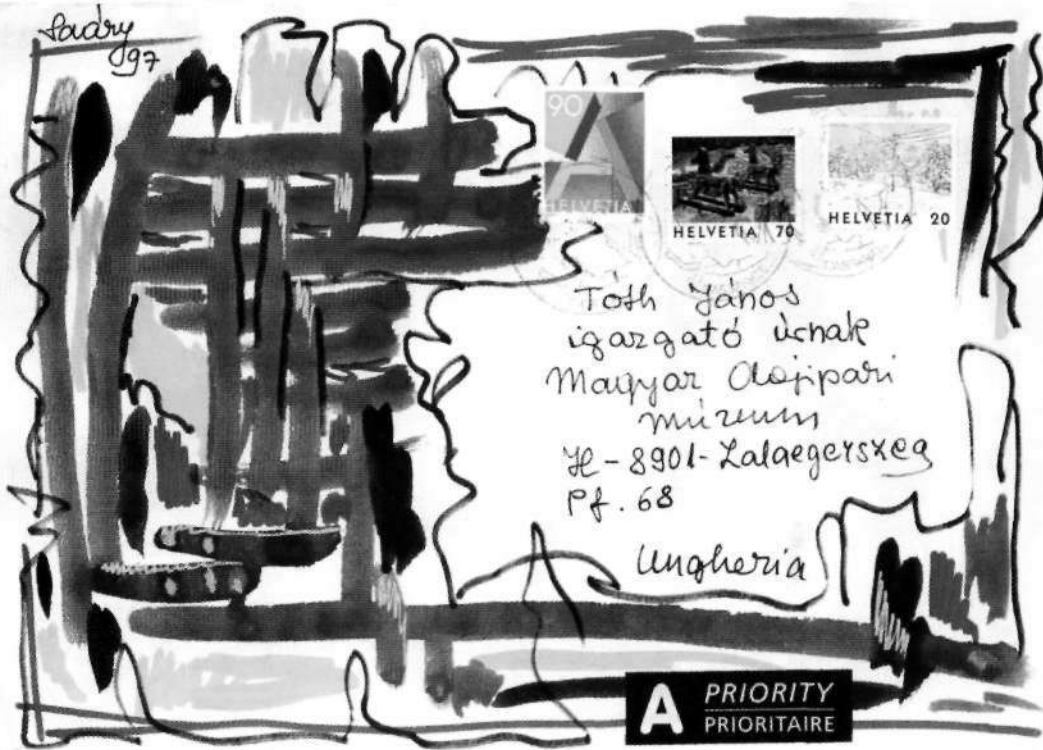 Sadry
97
90
HELVETIA
HELVETIA 70
HELVETIA 20
Tóth János
igazgató úrnak
Magyar Olajipari
múzeum
H-8901-Zalaegerszeg
Pf. 68
Ungheria
A PRIORITY
PRIORITAIRE